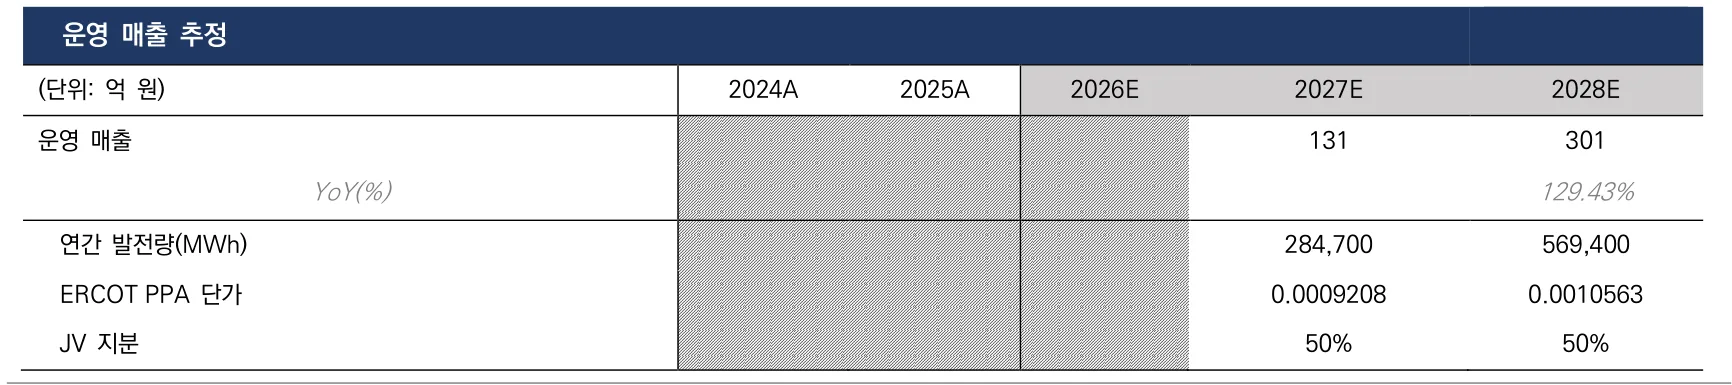 운영 매출 추정
(단위: 억 원) 2024A 2025A 2026E 2027E 2028E
운영 매출 131 301
YoY(%) 129.43%
연간 발전량(MWh) 284,700 569,400
ERCOT PPA 단가 0.0009208 0.0010563
JV 지분 50% 50%